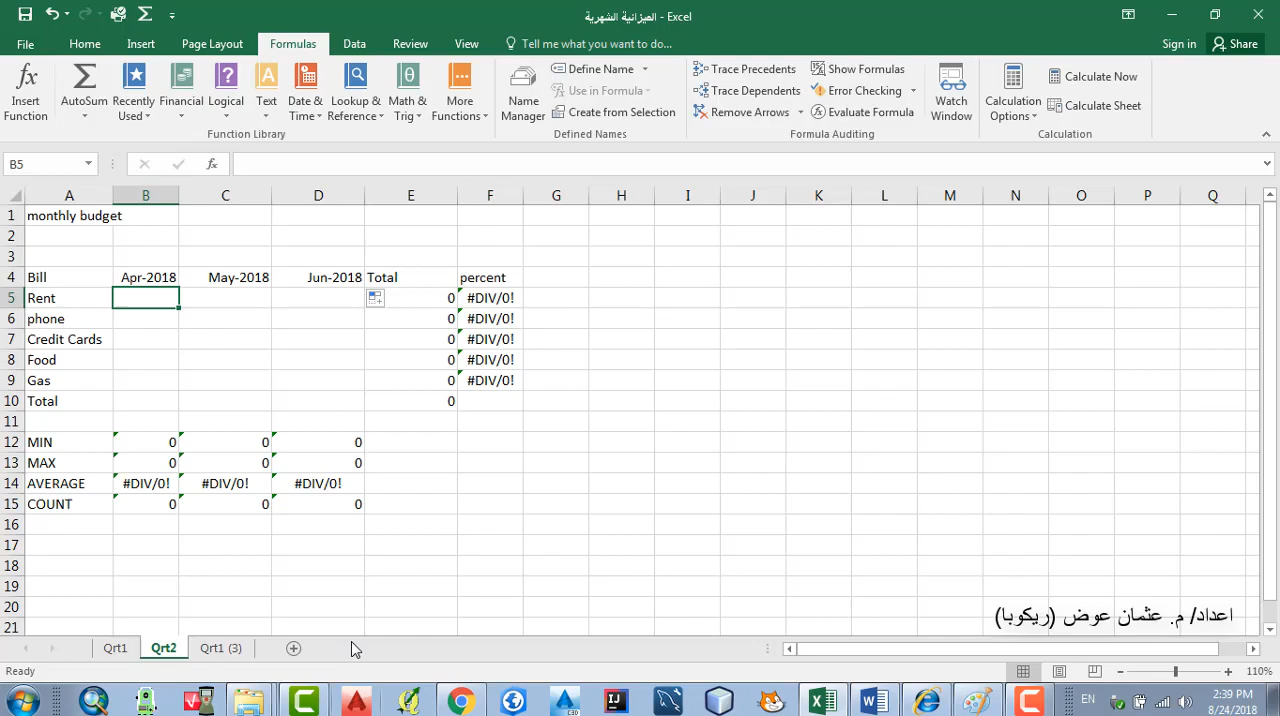 الميزانية الشهرية - Excel
File Home Insert Page Layout Formulas Data Review View Tell me what you want to do... Sign in Share
Insert Function
AutoSum
Recently Used
Financial
Logical
Text
Date & Time
Lookup & Reference
Math & Trig
More Functions
Function Library
Name Manager
Define Name
Use in Formula
Create from Selection
Defined Names
Trace Precedents
Trace Dependents
Remove Arrows
Show Formulas
Error Checking
Evaluate Formula
Formula Auditing
Watch Window
Calculation Options
Calculate Now
Calculate Sheet
Calculation
B5 fx
A B C D E F G H I J K L M N O P Q
1 monthly budget
2
3
4 Bill Apr-2018 May-2018 Jun-2018 Total percent
5 Rent 0 #DIV/0!
6 phone 0 #DIV/0!
7 Credit Cards 0 #DIV/0!
8 Food 0 #DIV/0!
9 Gas 0 #DIV/0!
10 Total 0
11
12 MIN 0 0 0
13 MAX 0 0 0
14 AVERAGE #DIV/0! #DIV/0! #DIV/0!
15 COUNT 0 0 0
16
17
18
19
20
21
اعداد/ م. عثمان عوض (ريكوبا)
Qrt1 Qrt2 Qrt1 (3)
Ready 110%
EN 2:39 PM
8/24/2018